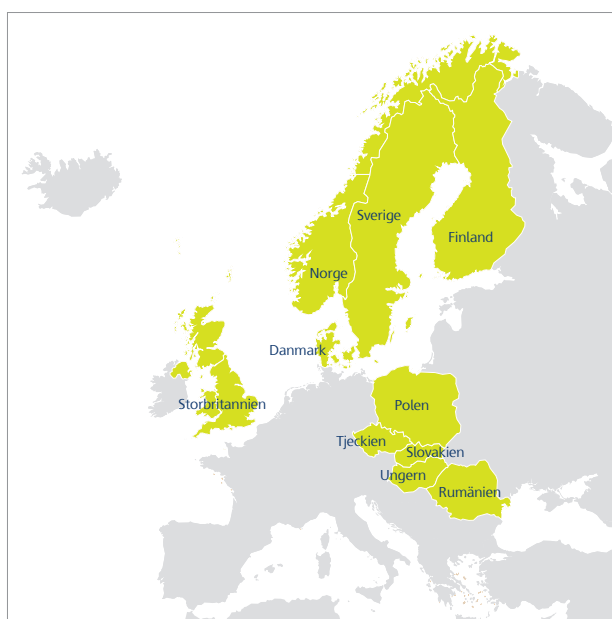 Sverige
Finland
Norge
Danmark
Storbritannien
Polen
Tjeckien
Slovakien
Ungern
Rumänien